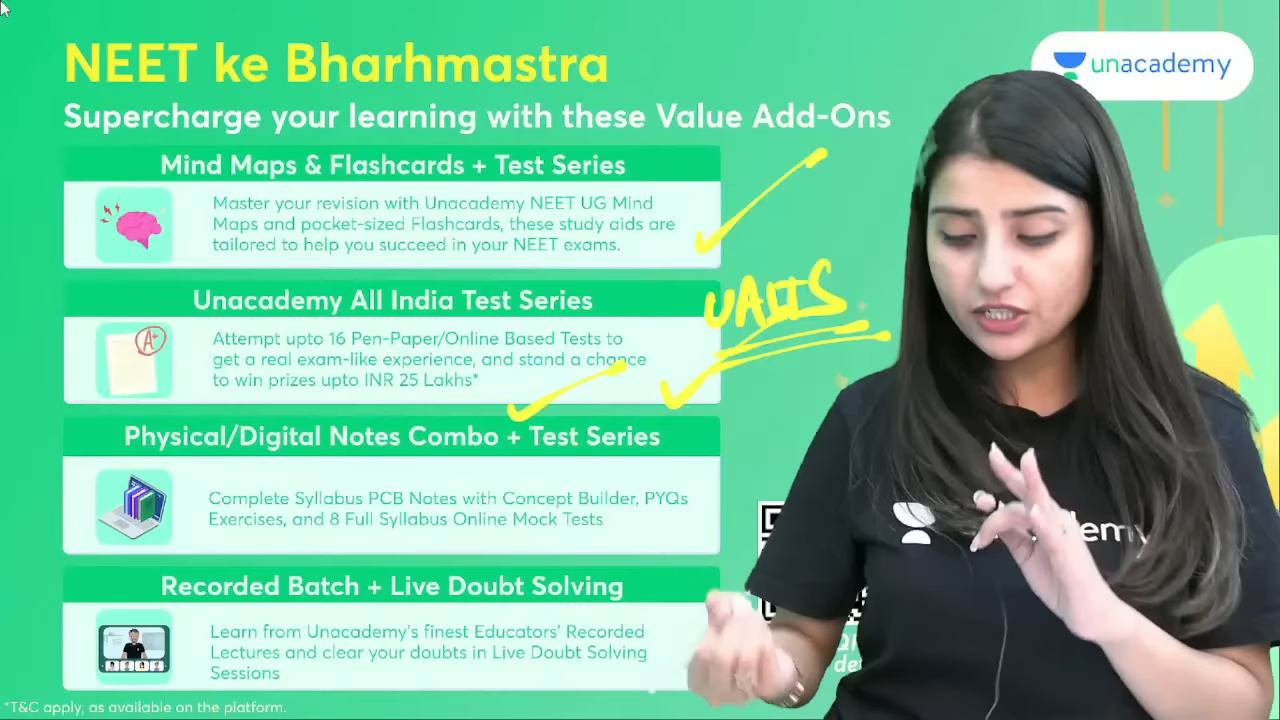 NEET ke Bharhmastra
unacademy
Supercharge your learning with these Value Add-Ons
Mind Maps & Flashcards + Test Series
Master your revision with Unacademy NEET UG Mind
Maps and pocket-sized Flashcards, these study aids are
tailored to help you succeed in your NEET exams.
Unacademy All India Test Series
UAITS
Attempt upto 16 Pen-Paper/Online Based Tests to
get a real exam-like experience, and stand a chance
to win prizes upto INR 25 Lakhs*
Physical/Digital Notes Combo + Test Series
Complete Syllabus PCB Notes with Concept Builder, PYQs
Exercises, and 8 Full Syllabus Online Mock Tests
Recorded Batch + Live Doubt Solving
Learn from Unacademy's finest Educators' Recorded
Lectures and clear your doubts in Live Doubt Solving
Sessions
*T&C apply, as available on the platform.